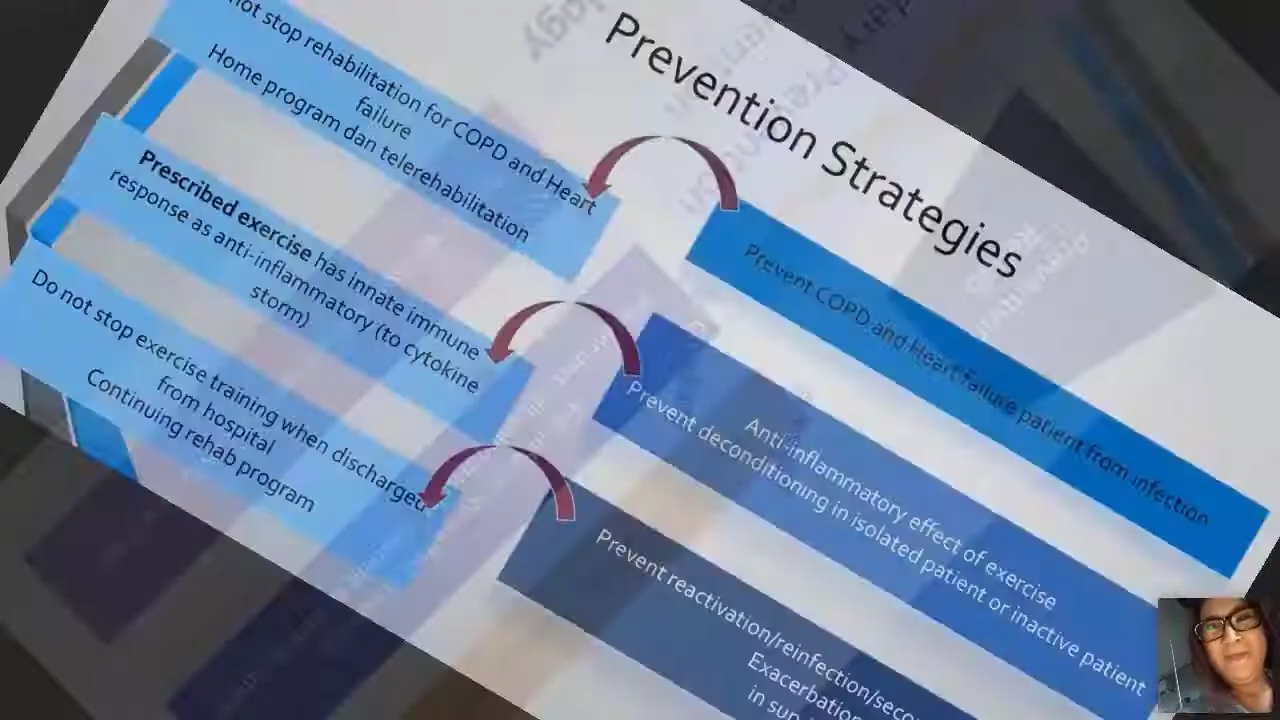 Prevention Strategies
not stop rehabilitation for COPD and Heart
failure
Home program dan telerehabilitation
Prevent COPD and Heart Failure patient from infection
Prescribed exercise has innate immune
response as anti-inflammatory (to cytokine
storm)
Anti-inflammatory effect of exercise
Prevent deconditioning in isolated patient or inactive patient
Do not stop exercise training when discharged
from hospital
Continuing rehab program
Prevent reactivation/reinfection/seco
Exacerbation
in